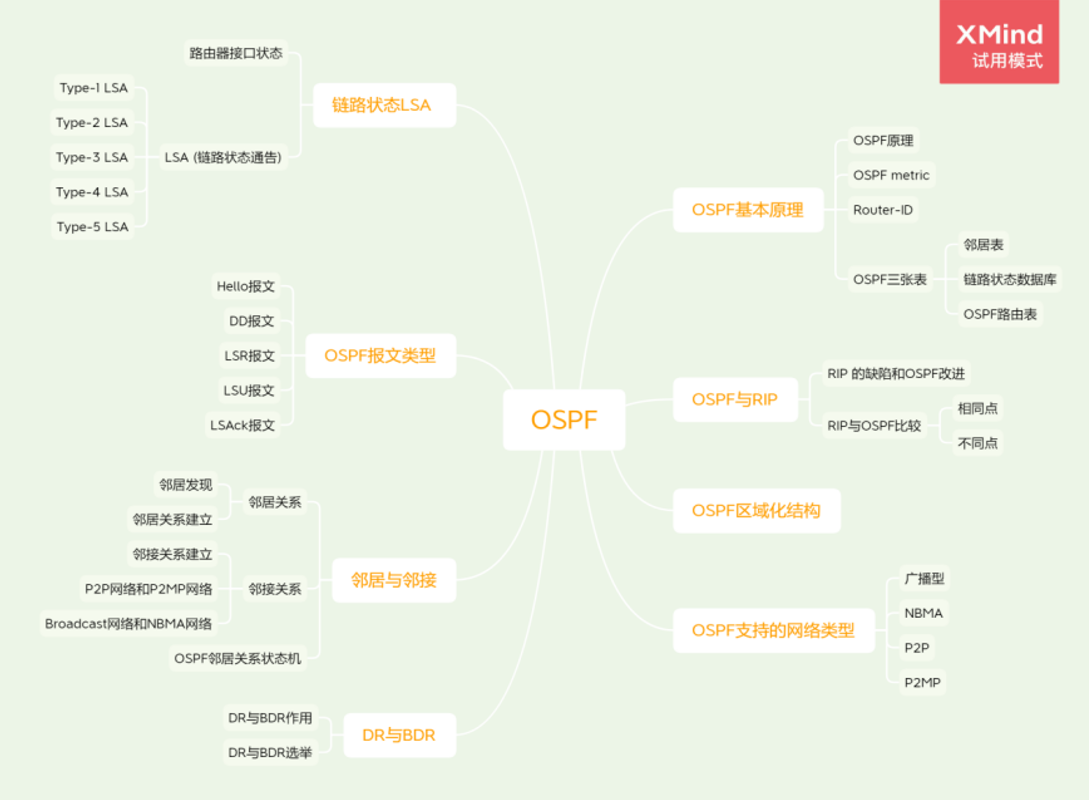 XMind
试用模式
OSPF
OSPF基本原理
OSPF原理
OSPF metric
Router-ID
OSPF三张表
邻居表
链路状态数据库
OSPF路由表
OSPF与RIP
RIP 的缺陷和OSPF改进
RIP与OSPF比较
相同点
不同点
OSPF区域化结构
OSPF支持的网络类型
广播型
NBMA
P2P
P2MP
链路状态LSA
路由器接口状态
LSA (链路状态通告)
Type-1 LSA
Type-2 LSA
Type-3 LSA
Type-4 LSA
Type-5 LSA
OSPF报文类型
Hello报文
DD报文
LSR报文
LSU报文
LSAck报文
邻居与邻接
邻居关系
邻居发现
邻居关系建立
邻接关系
邻接关系建立
P2P网络和P2MP网络
Broadcast网络和NBMA网络
OSPF邻居关系状态机
DR与BDR
DR与BDR作用
DR与BDR选举